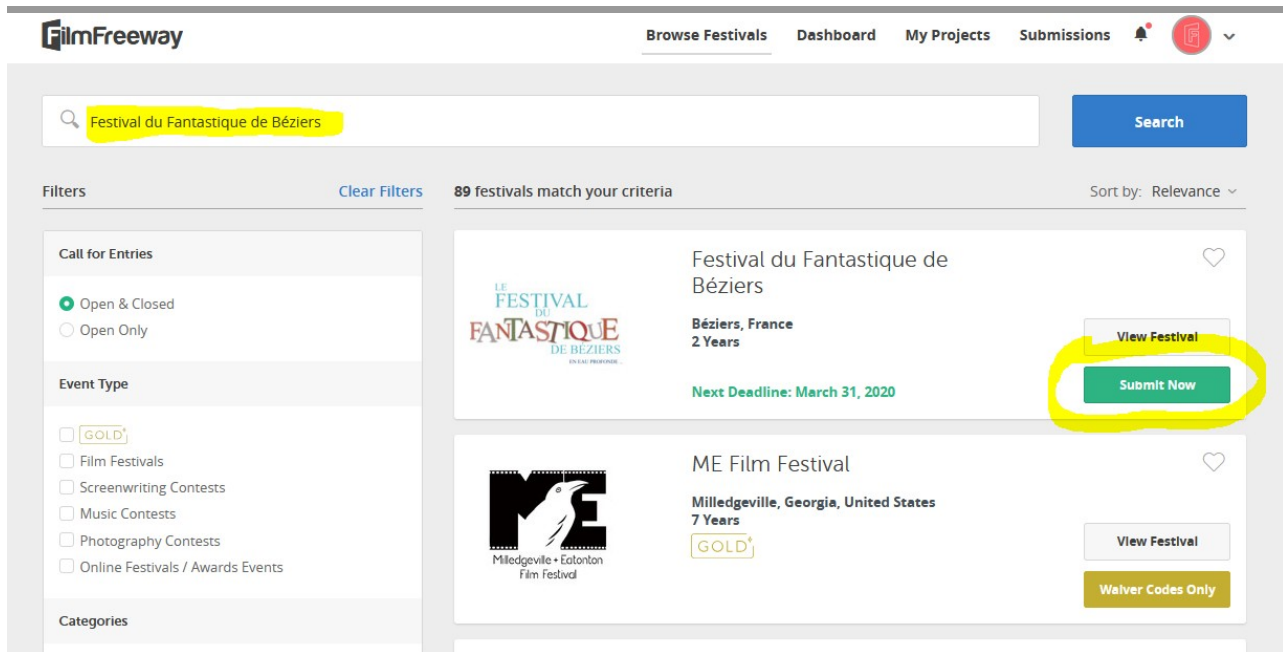 FilmFreeway
Browse Festivals Dashboard My Projects Submissions
Festival du Fantastique de Béziers
Search
Filters Clear Filters
89 festivals match your criteria
Sort by: Relevance
Call for Entries
Open & Closed
Open Only
Event Type
GOLD
Film Festivals
Screenwriting Contests
Music Contests
Photography Contests
Online Festivals / Awards Events
Categories
LE
FESTIVAL
DU
FANTASTIQUE
DE BÉZIERS
EN EAU PROFONDE...
Festival du Fantastique de
Béziers
Béziers, France
2 Years
Next Deadline: March 31, 2020
View Festival
Submit Now
ME
Milledgeville + Eatonton
Film Festival
ME Film Festival
Milledgeville, Georgia, United States
7 Years
GOLD
View Festival
Waiver Codes Only